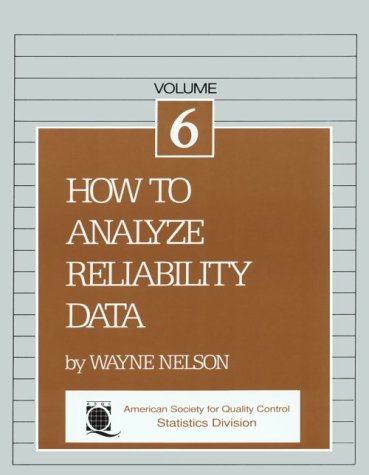 VOLUME
6
HOW TO
ANALYZE
RELIABILITY
DATA
by WAYNE NELSON
American Society for Quality Control
Statistics Division